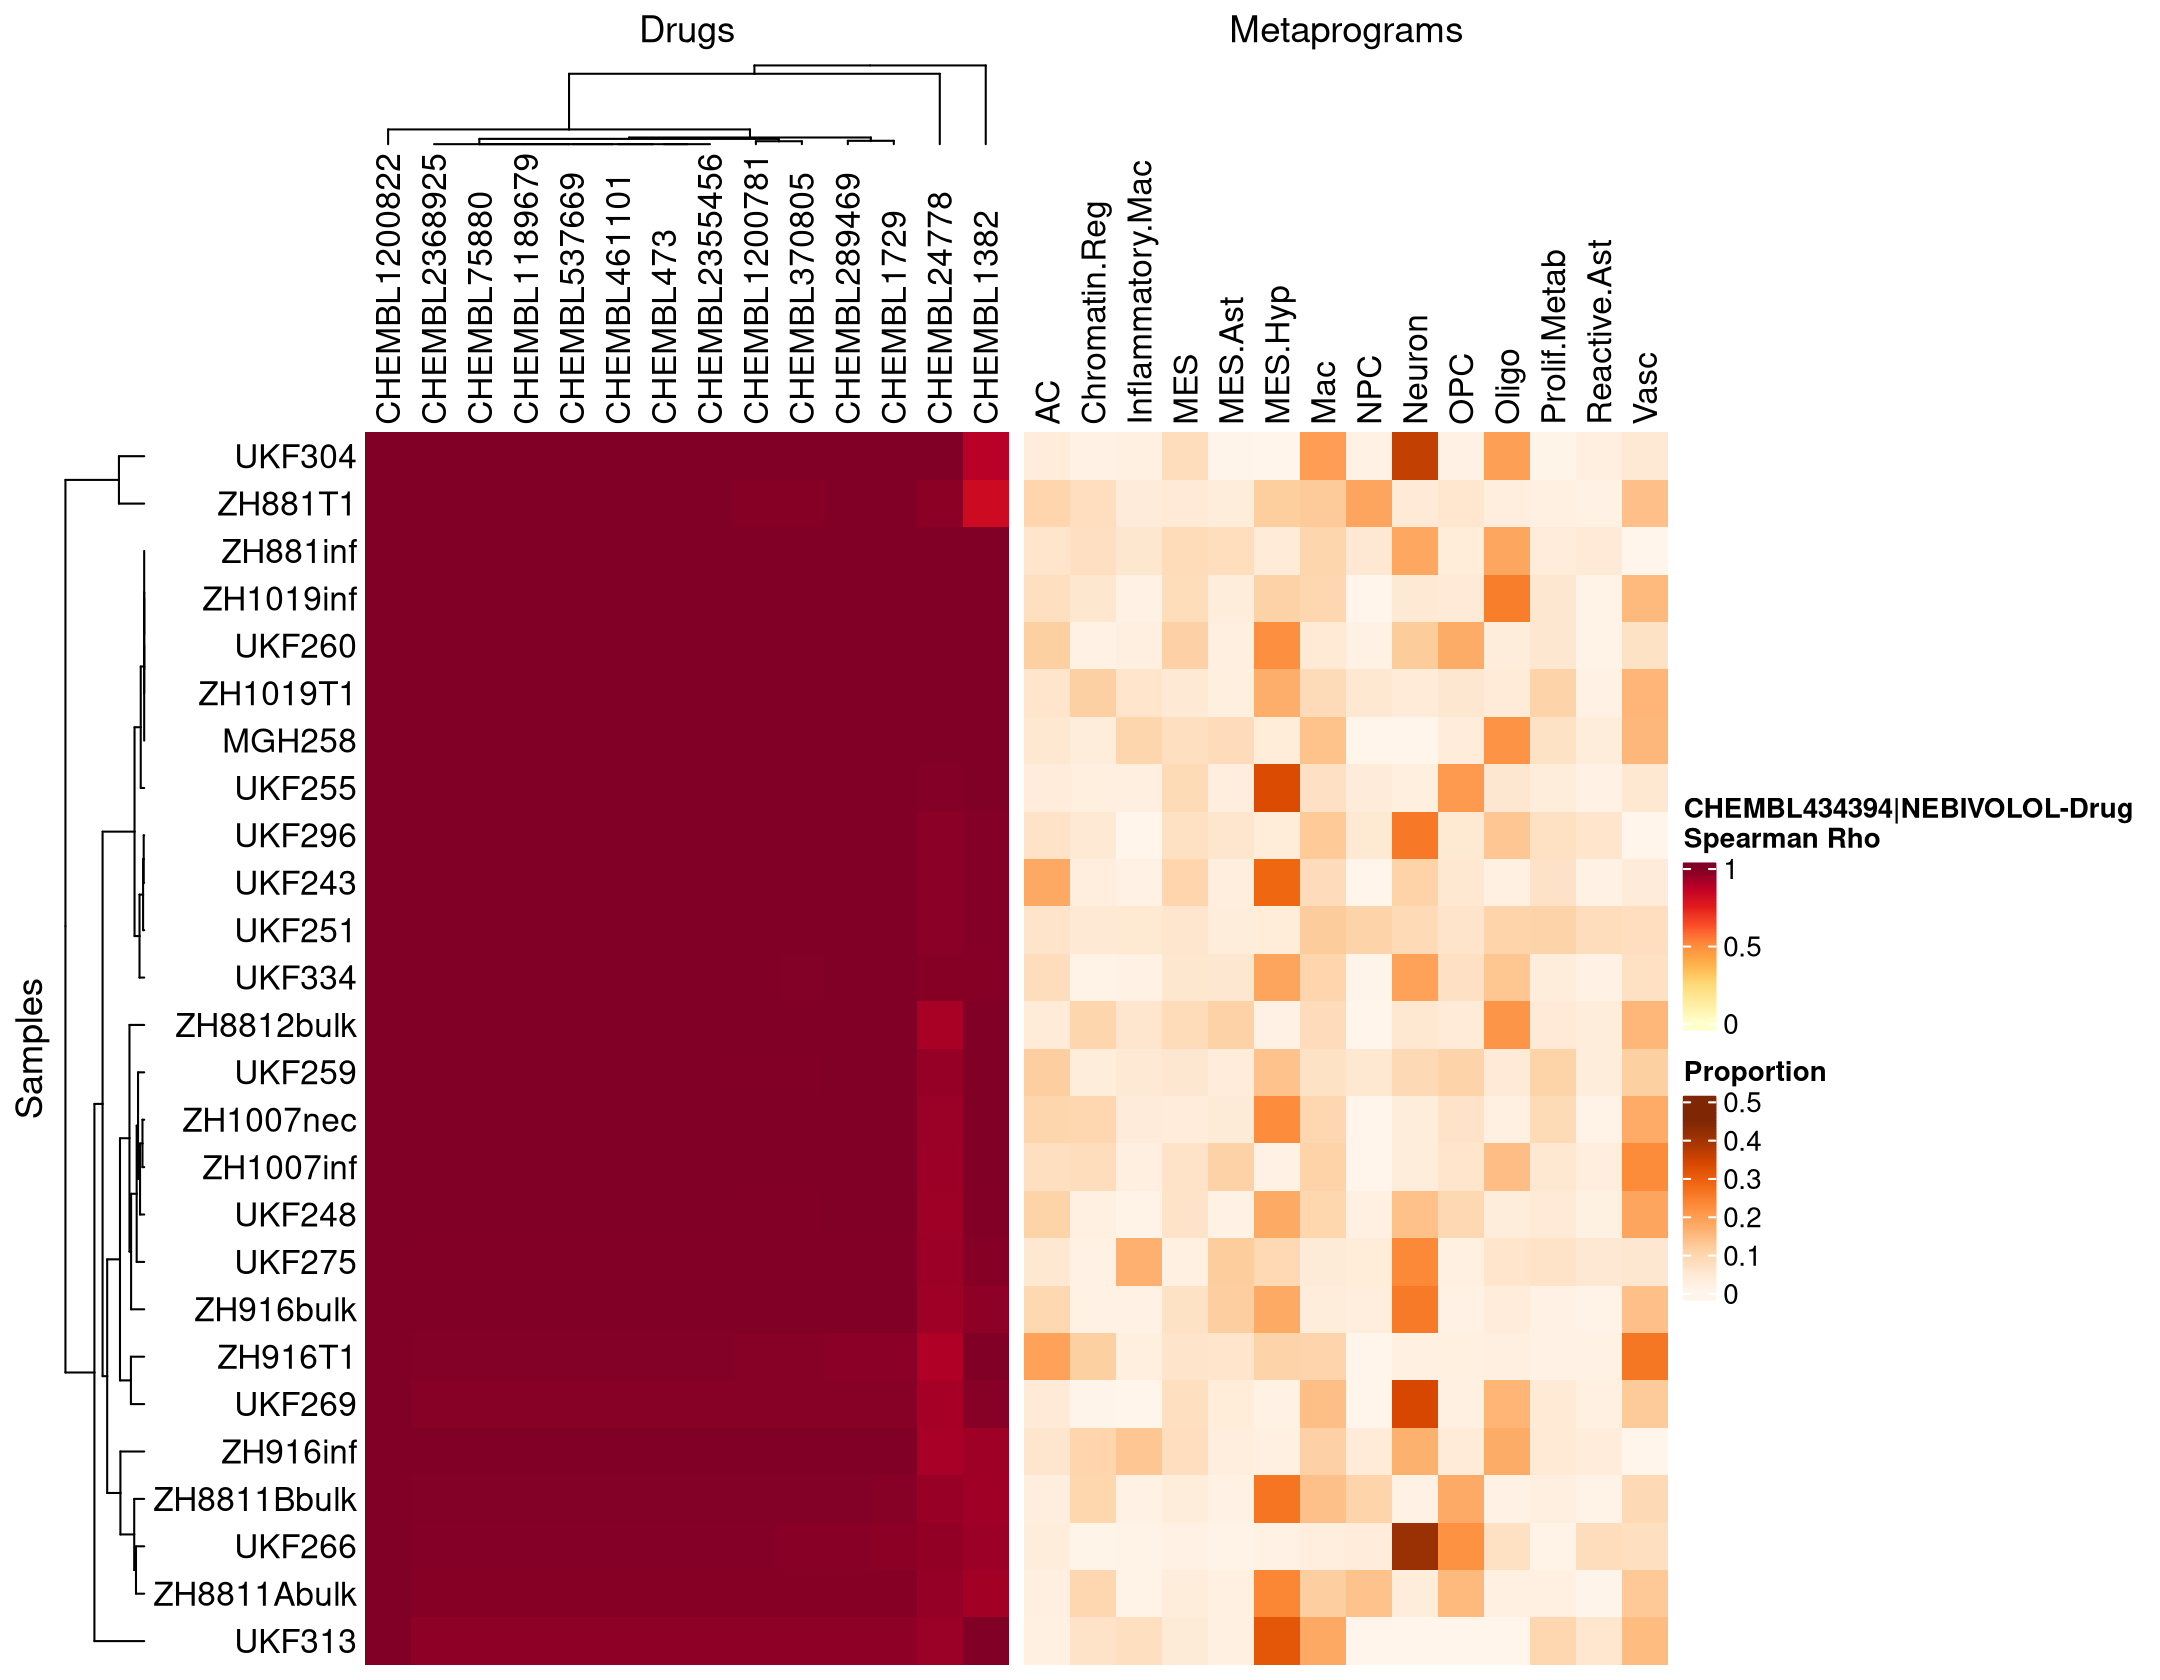 Drugs
Metaprograms
CHEMBL1200822
CHEMBL2368925
CHEMBL75880
CHEMBL1189679
CHEMBL537669
CHEMBL461101
CHEMBL473
CHEMBL2355456
CHEMBL1200781
CHEMBL370805
CHEMBL289469
CHEMBL1729
CHEMBL24778
CHEMBL1382
AC
Chromatin.Reg
Inflammatory.Mac
MES
MES.Ast
MES.Hyp
Mac
NPC
Neuron
OPC
Oligo
Prolif.Metab
Reactive.Ast
Vasc
Samples
UKF304
ZH881T1
ZH881inf
ZH1019inf
UKF260
ZH1019T1
MGH258
UKF255
UKF296
UKF243
UKF251
UKF334
ZH8812bulk
UKF259
ZH1007nec
ZH1007inf
UKF248
UKF275
ZH916bulk
ZH916T1
UKF269
ZH916inf
ZH8811Bbulk
UKF266
ZH8811Abulk
UKF313
CHEMBL434394|NEBIVOLOL-Drug
Spearman Rho
1
0.5
0
Proportion
0.5
0.4
0.3
0.2
0.1
0